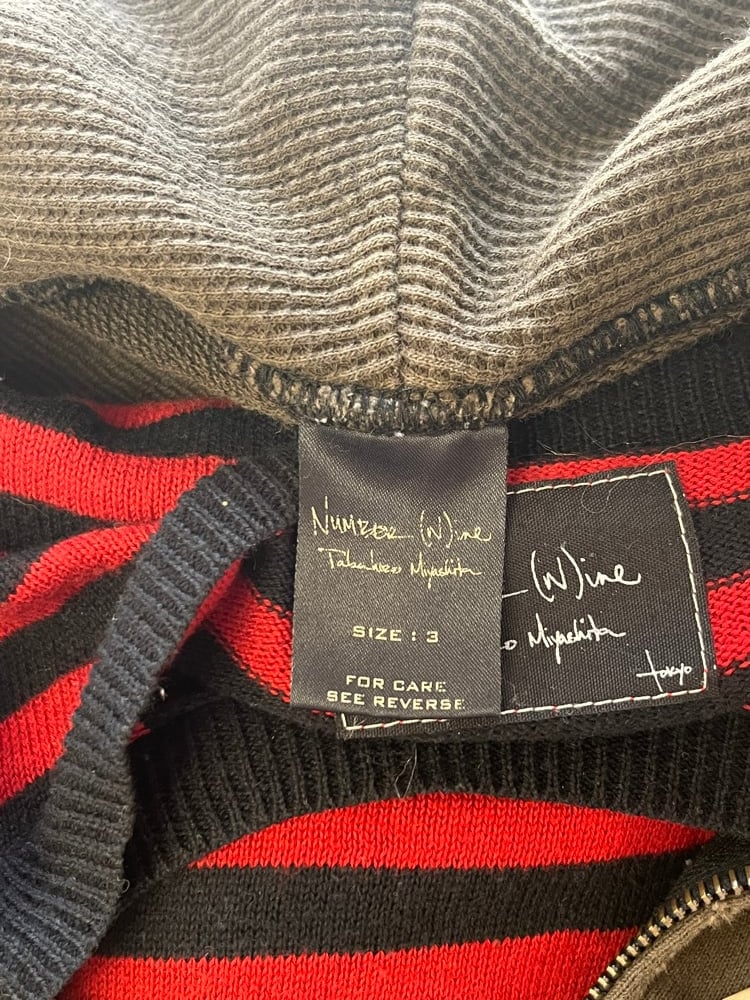 NUMBER (N)ine
Takahiro Miyashita
SIZE : 3
FOR CARE
SEE REVERSE
(N)ine
o Miyashita
tokyo